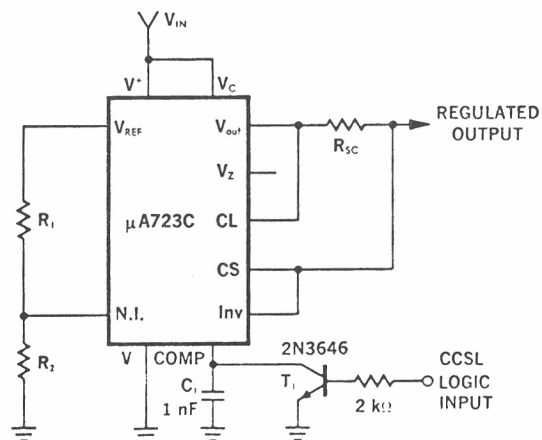 V_IN
V⁺ V_C
V_REF V_out
REGULATED
OUTPUT
R_SC
V_Z
R_1 μA723C CL
CS
N.I. Inv
R_2 V COMP 2N3646
C_1
1 nF
T_1
2 kΩ
CCSL
LOGIC
INPUT